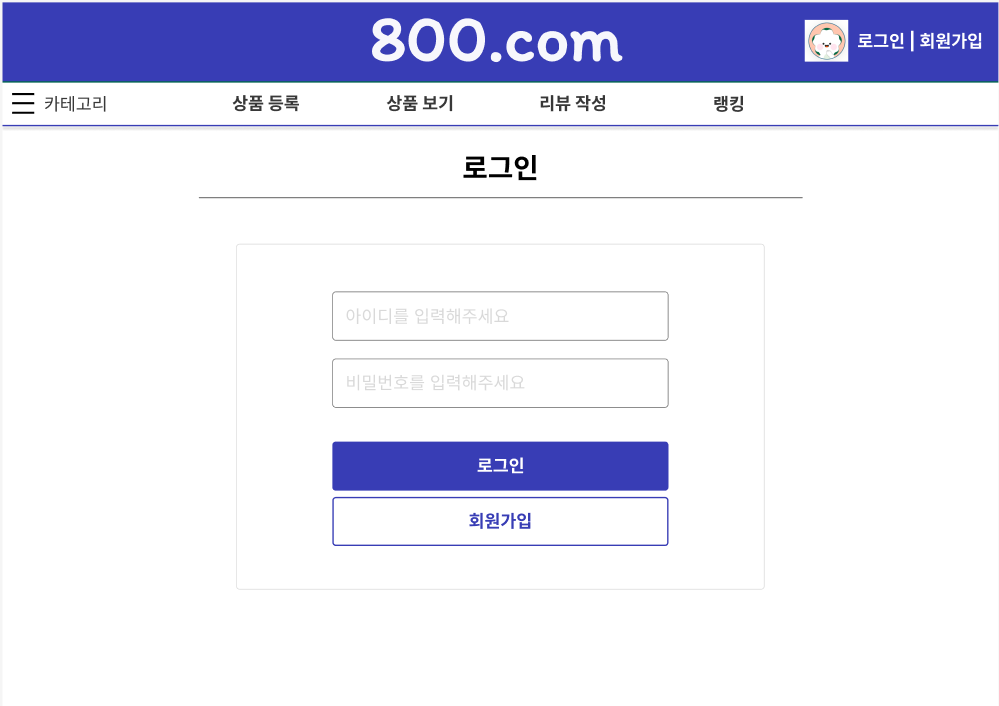 800.com
로그인 | 회원가입
카테고리 상품 등록 상품 보기 리뷰 작성 랭킹
로그인
아이디를 입력해주세요
비밀번호를 입력해주세요
로그인
회원가입